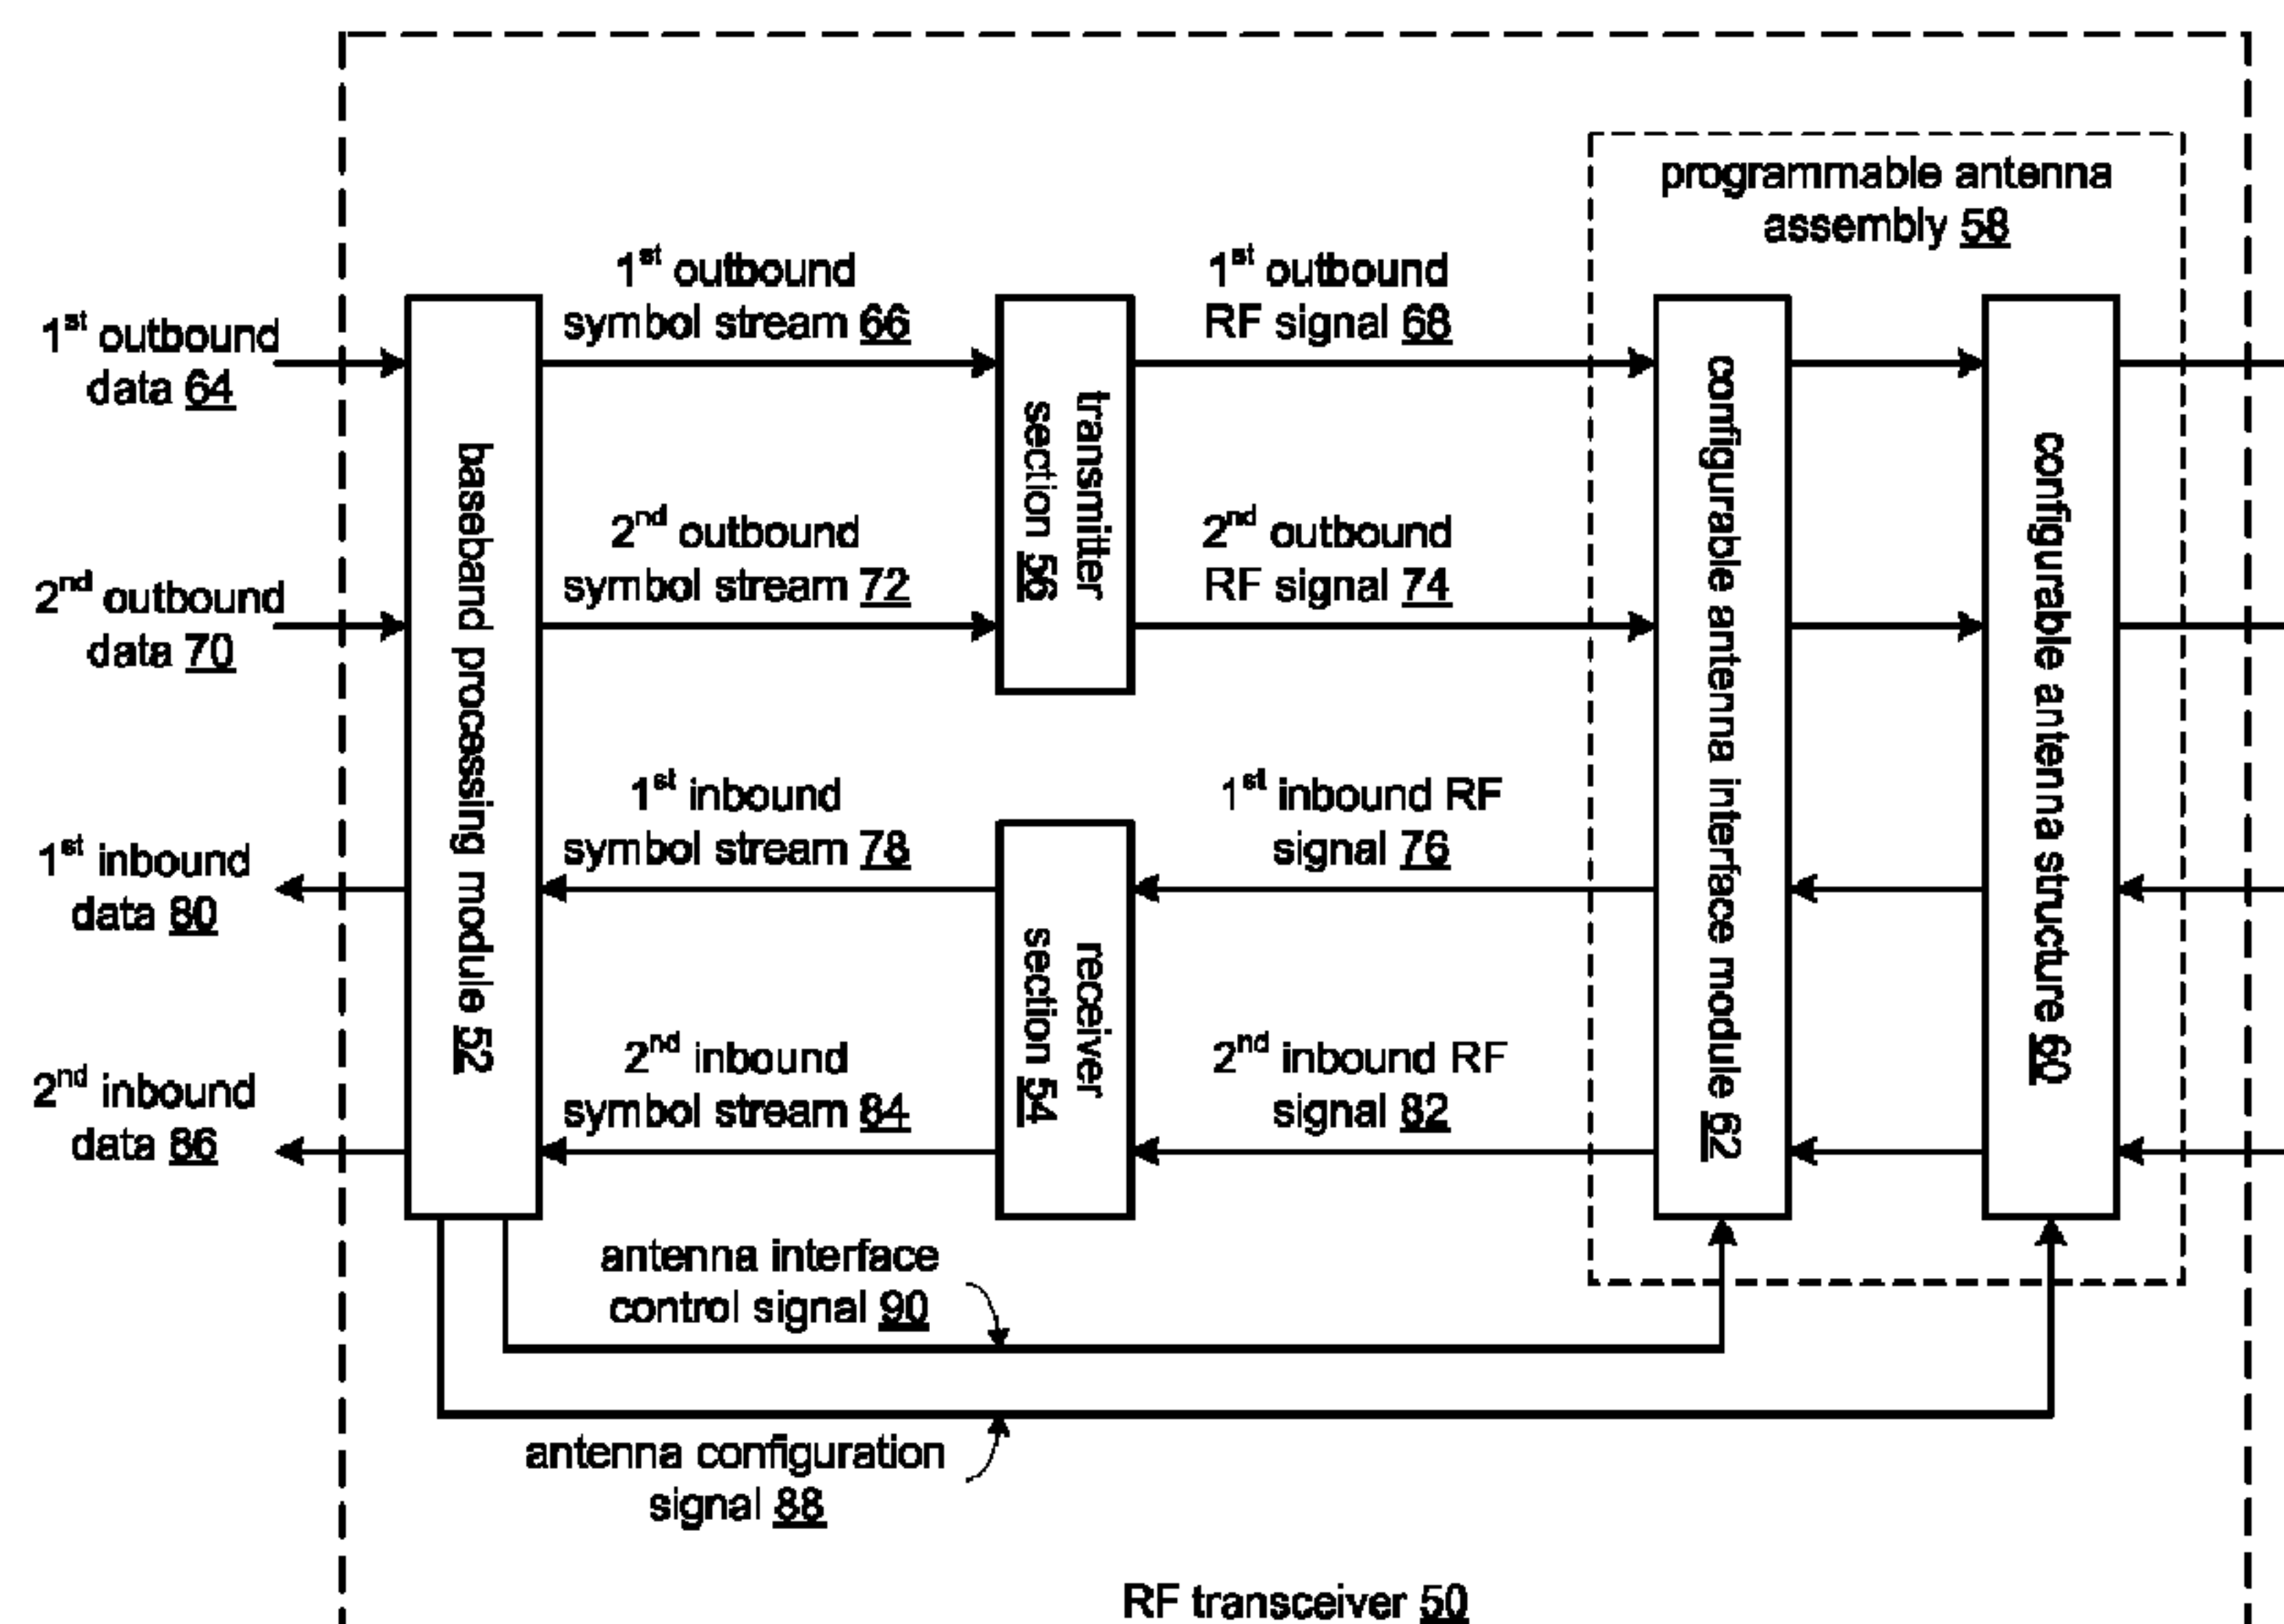 programmable antenna
assembly 58
1st outbound
data 64
2nd outbound
data 70
1st inbound
data 80
2nd inbound
data 86
baseband processing module 52
1st outbound
symbol stream 66
2nd outbound
symbol stream 72
1st inbound
symbol stream 78
2nd inbound
symbol stream 84
transmitter
section 56
receiver
section 54
1st outbound
RF signal 68
2nd outbound
RF signal 74
1st inbound RF
signal 76
2nd inbound RF
signal 82
configurable antenna interface module 62
configurable antenna structure 60
antenna interface
control signal 90
antenna configuration
signal 88
RF transceiver 50